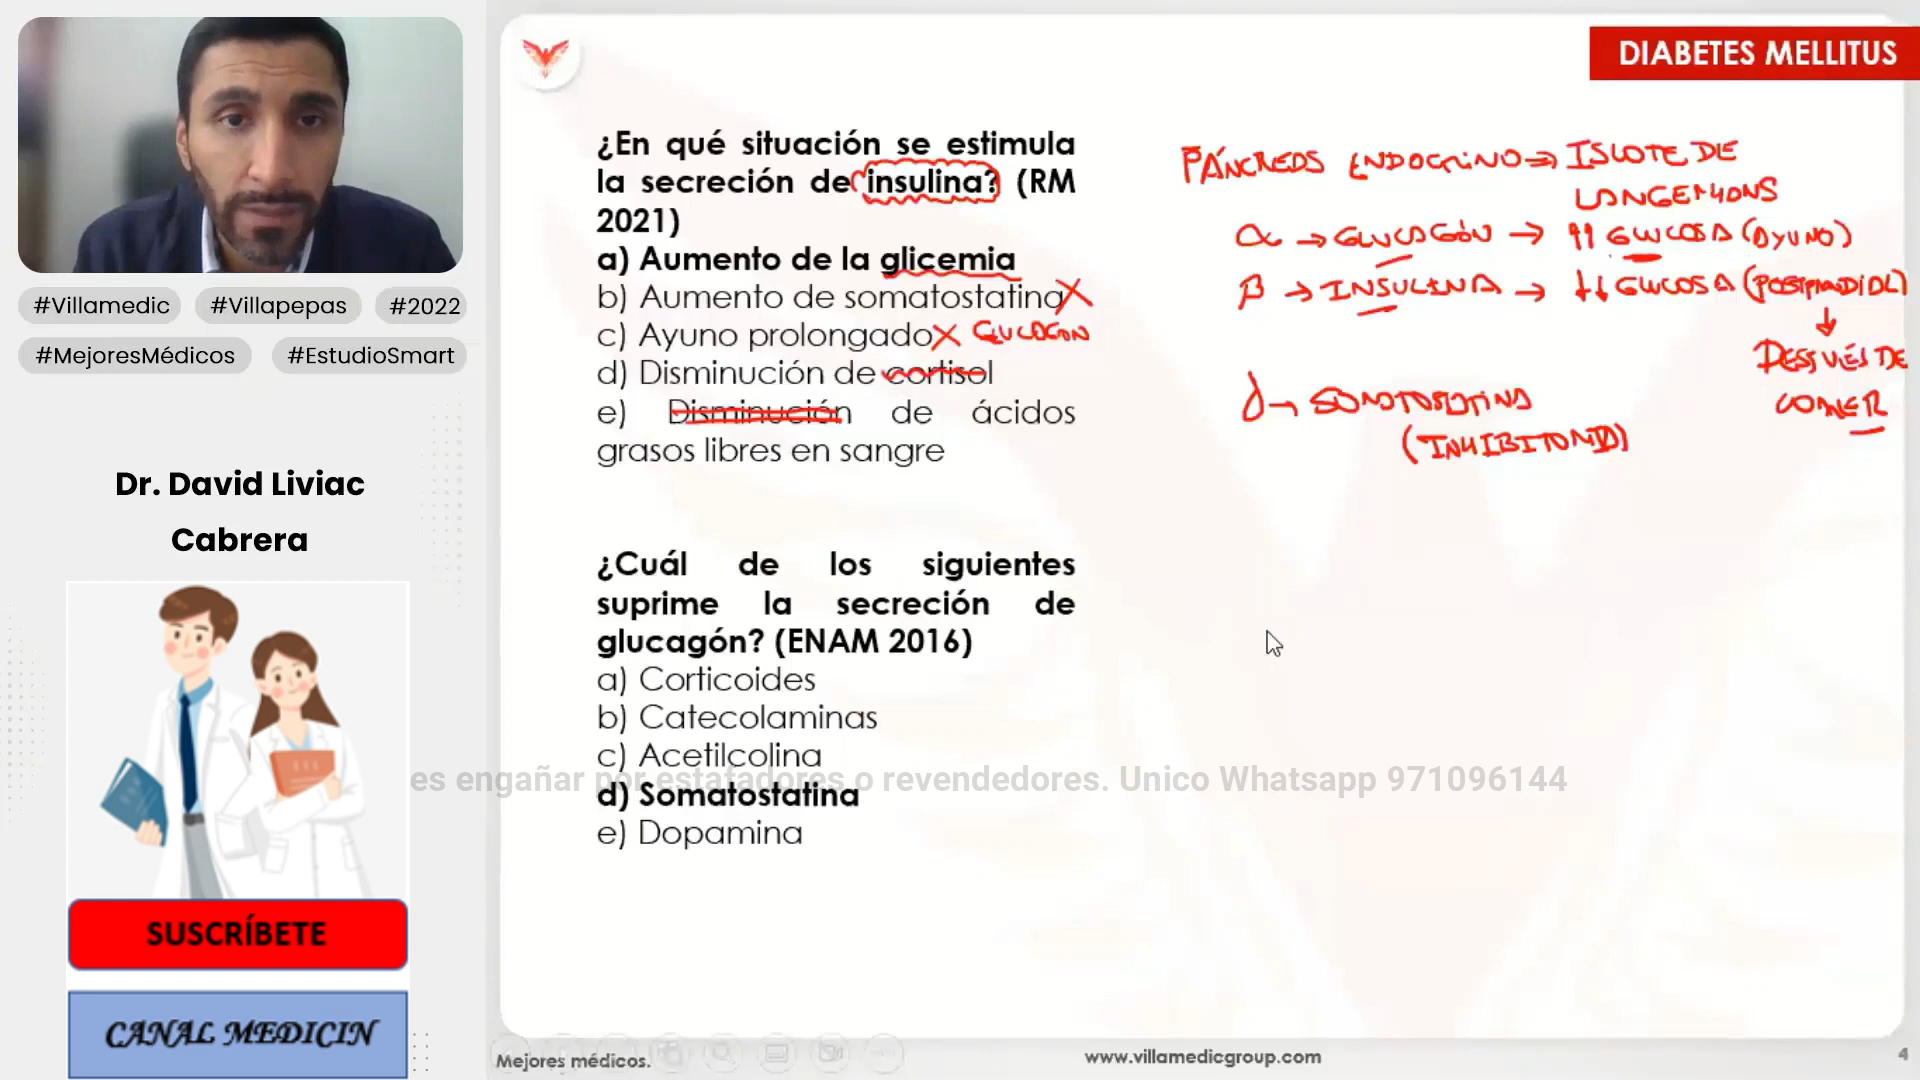 DIABETES MELLITUS
¿En qué situación se estimula
la secreción de insulina? (RM
2021)
a) Aumento de la glicemia
b) Aumento de somatostatina
c) Ayuno prolongado
GLUCAGON
d) Disminución de cortisol
e) Disminución de ácidos
grasos libres en sangre
PÁNCREAS ENDOCRINO → ISLOTE DE
LANGERHANS
α → GLUCAGÓN → ↑↑ GLUCOSA (AYUNO)
β → INSULINA → ↓↓ GLUCOSA (POSTPRANDIAL)
↓
DESPUÉS DE
COMER
δ → SOMATOSTATINA
(INHIBITORIA)
¿Cuál de los siguientes
suprime la secreción de
glucagón? (ENAM 2016)
a) Corticoides
b) Catecolaminas
c) Acetilcolina
es engañar por estafadores o revendedores. Unico Whatsapp 971096144
d) Somatostatina
e) Dopamina
#Villamedic #Villapepas #2022
#MejoresMédicos #EstudioSmart
Dr. David Liviac
Cabrera
SUSCRÍBETE
CANAL MEDICIN
Mejores médicos.
www.villamedicgroup.com
4